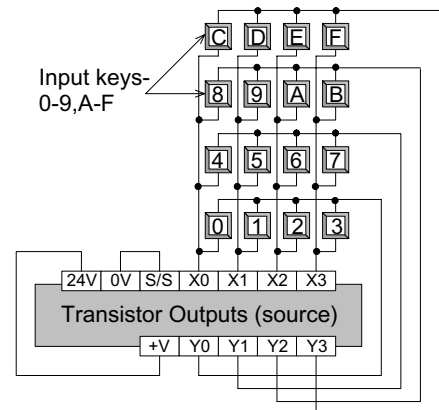 C D E F
Input keys-
0-9,A-F
8 9 A B
4 5 6 7
0 1 2 3
24V 0V S/S X0 X1 X2 X3
Transistor Outputs (source)
+V Y0 Y1 Y2 Y3